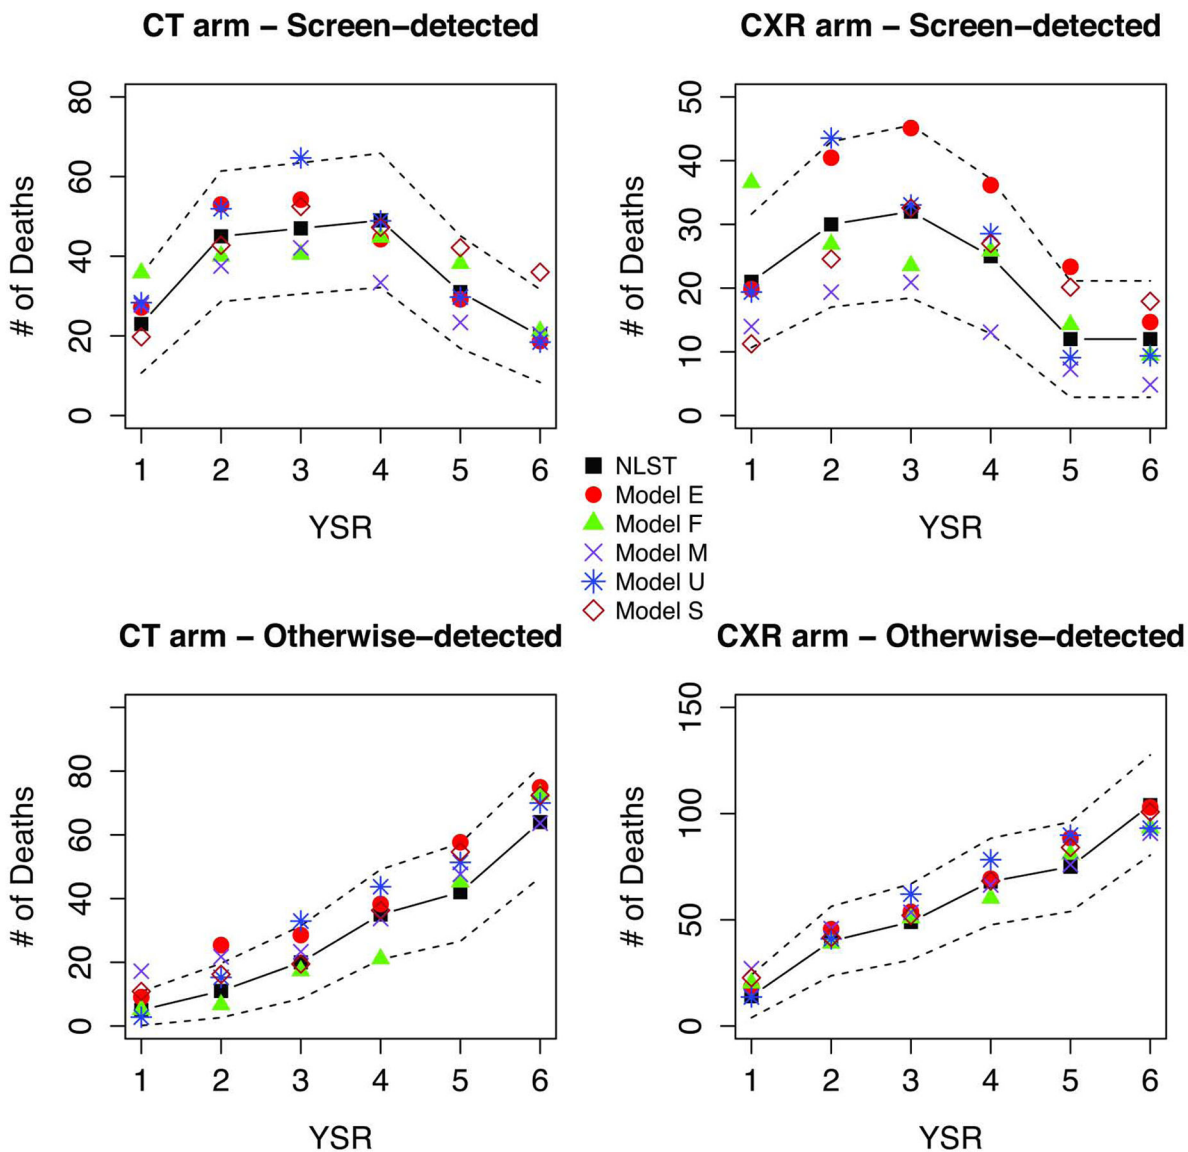 CT arm – Screen–detected
# of Deaths
80
60
40
20
0
1 2 3 4 5 6
YSR
CXR arm – Screen–detected
# of Deaths
50
40
30
20
10
0
1 2 3 4 5 6
YSR
NLST
Model E
Model F
Model M
Model U
Model S
CT arm – Otherwise–detected
# of Deaths
80
60
40
20
0
1 2 3 4 5 6
YSR
CXR arm – Otherwise–detected
# of Deaths
150
100
50
0
1 2 3 4 5 6
YSR